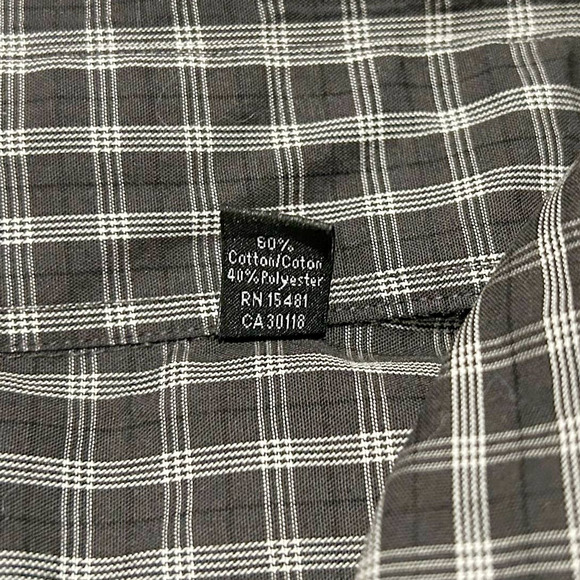 60%
Cotton/Coton
40% Polyester
RN 15481
CA 30118